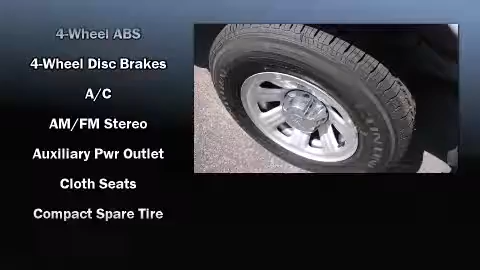 4-Wheel ABS
4-Wheel Disc Brakes
A/C
AM/FM Stereo
Auxiliary Pwr Outlet
Cloth Seats
Compact Spare Tire